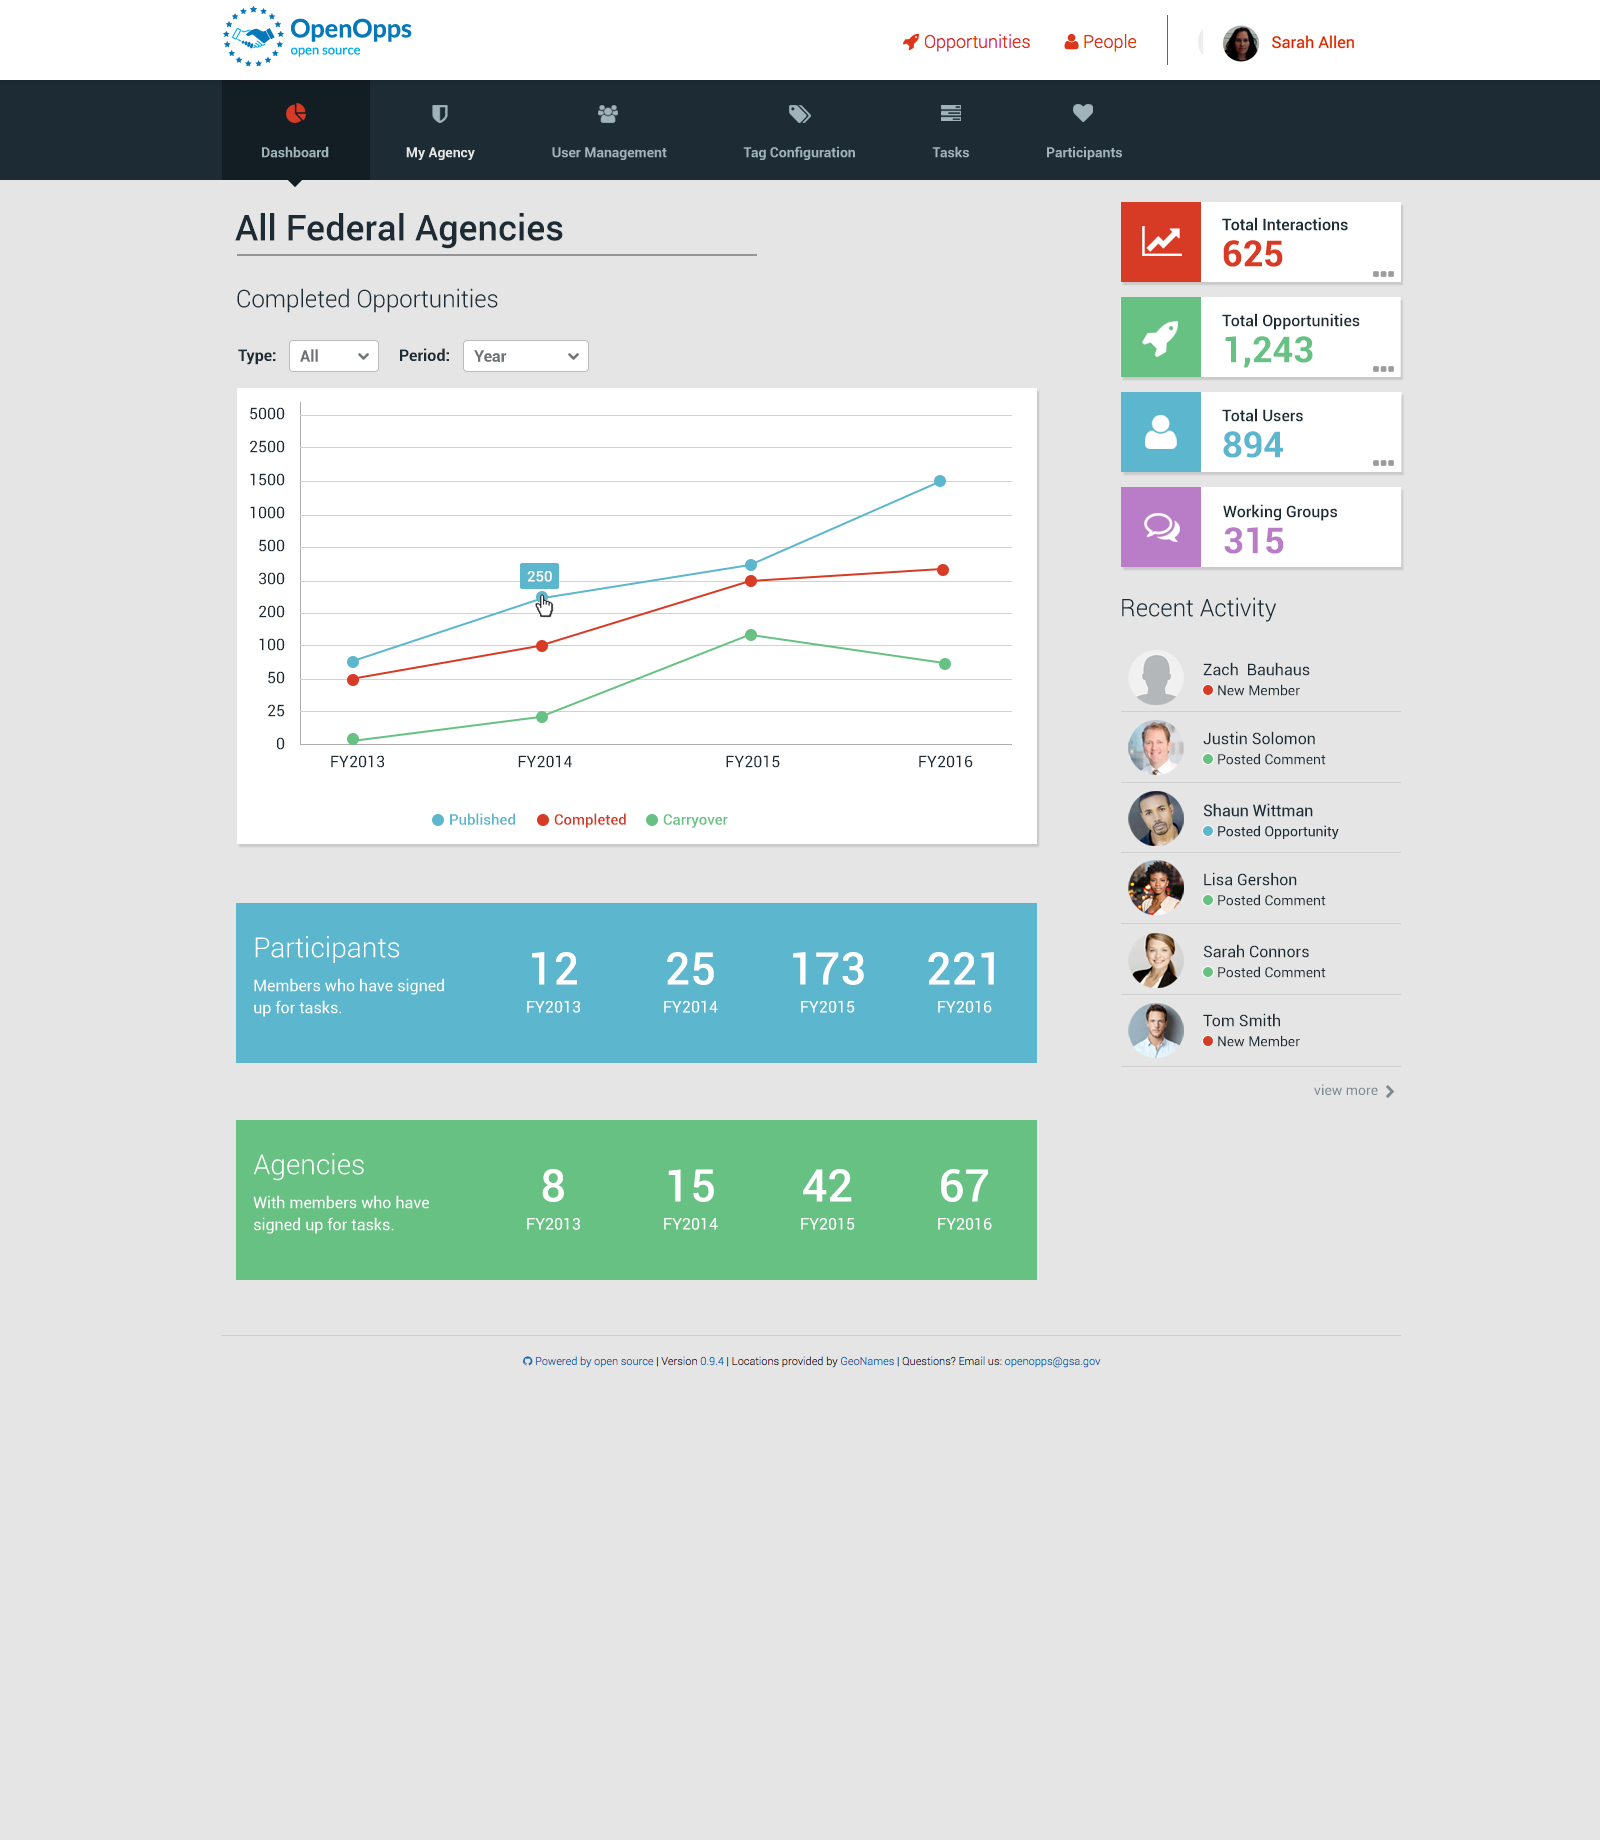 OpenOpps
open source
Opportunities
People
Sarah Allen
Dashboard
My Agency
User Management
Tag Configuration
Tasks
Participants
All Federal Agencies
Completed Opportunities
Type: All Period: Year
5000
2500
1500
1000
500
300
200
100
50
25
0
250
FY2013 FY2014 FY2015 FY2016
Published Completed Carryover
Participants
Members who have signed
up for tasks.
12 25 173 221
FY2013 FY2014 FY2015 FY2016
Agencies
With members who have
signed up for tasks.
8 15 42 67
FY2013 FY2014 FY2015 FY2016
Total Interactions
625
Total Opportunities
1,243
Total Users
894
Working Groups
315
Recent Activity
Zach Bauhaus
New Member
Justin Solomon
Posted Comment
Shaun Wittman
Posted Opportunity
Lisa Gershon
Posted Comment
Sarah Connors
Posted Comment
Tom Smith
New Member
view more
Powered by open source | Version 0.9.4 | Locations provided by GeoNames | Questions? Email us: openopps@gsa.gov